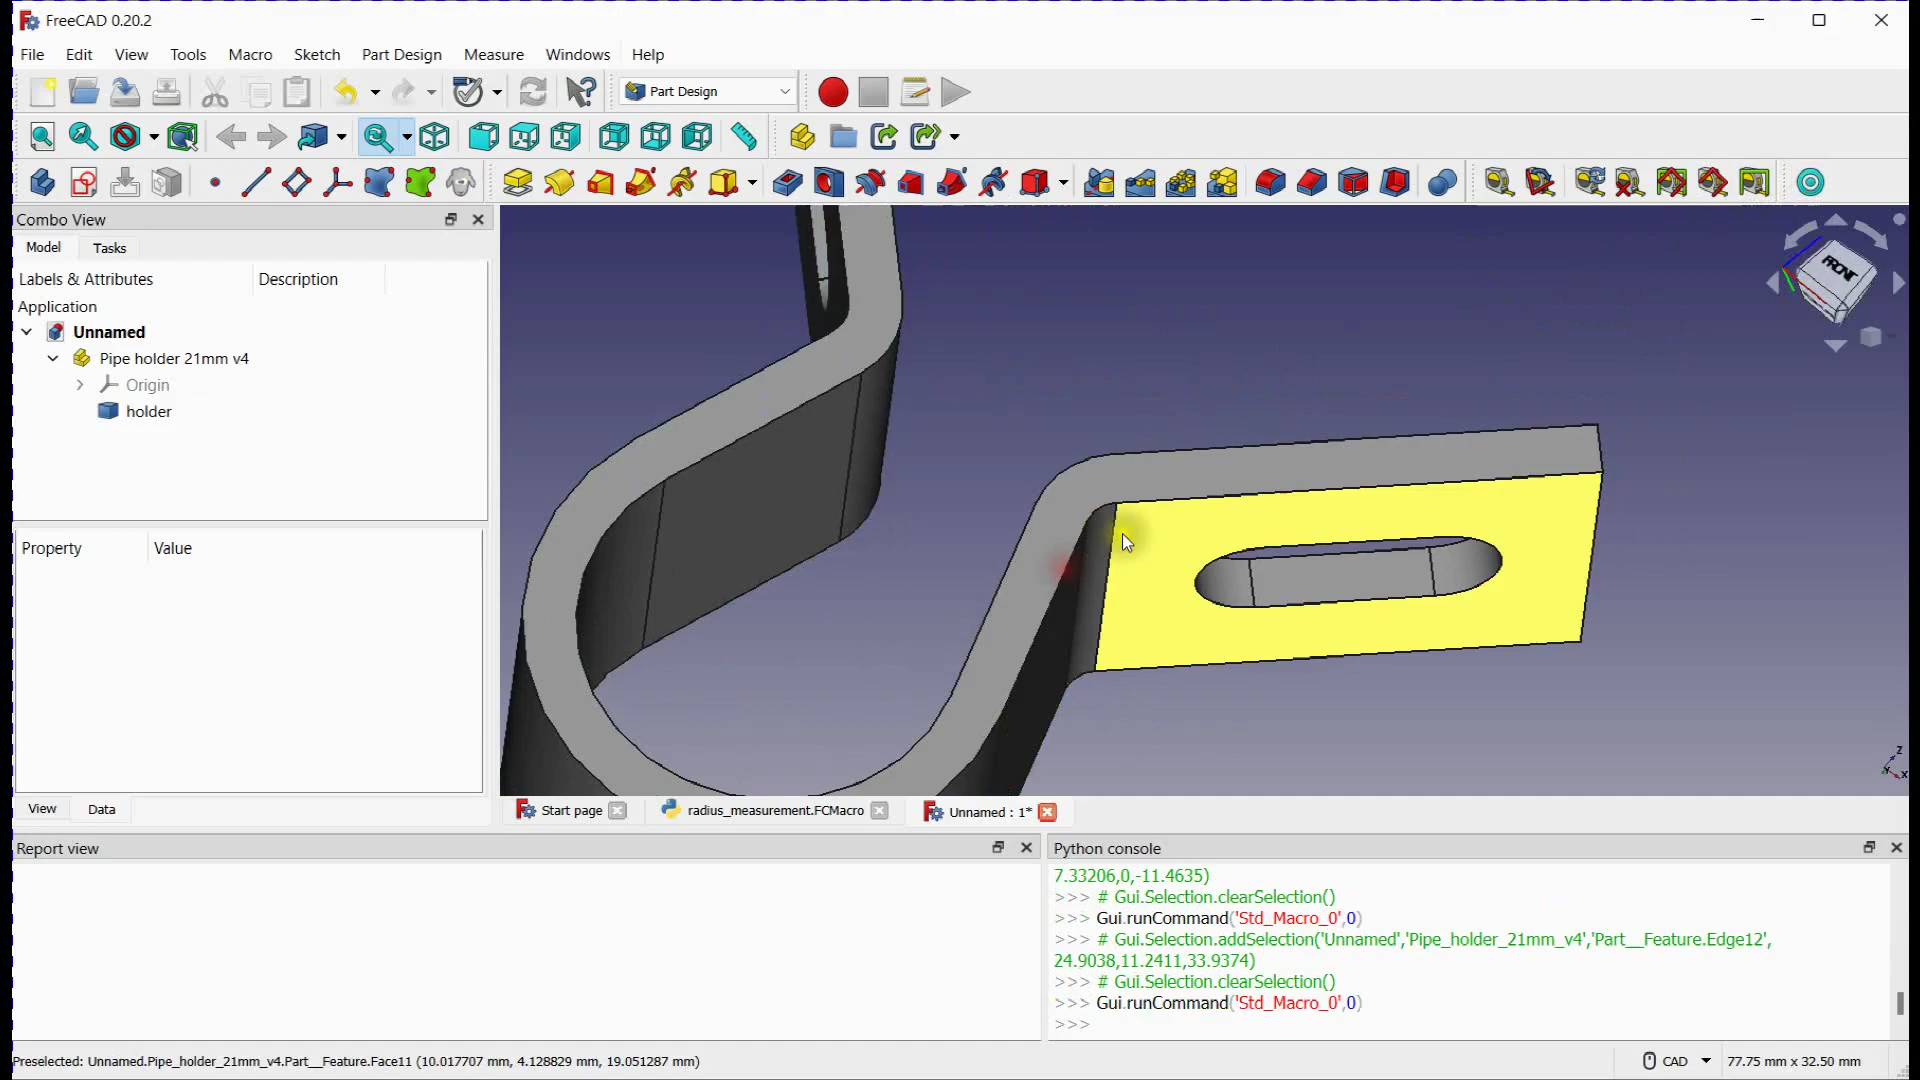 FreeCAD 0.20.2
File Edit View Tools Macro Sketch Part Design Measure Windows Help
Part Design
Combo View
Model Tasks
Labels & Attributes Description
Application
Unnamed
Pipe holder 21mm v4
Origin
holder
Property Value
View Data
FRONT
Z
Y
X
Start page radius_measurement.FCMacro Unnamed : 1*
Report view
Python console
7.33206,0,-11.4635)
>>> # Gui.Selection.clearSelection()
>>> Gui.runCommand('Std_Macro_0',0)
>>> # Gui.Selection.addSelection('Unnamed','Pipe_holder_21mm_v4','Part__Feature.Edge12',
24.9038,11.2411,33.9374)
>>> # Gui.Selection.clearSelection()
>>> Gui.runCommand('Std_Macro_0',0)
>>>
Preselected: Unnamed.Pipe_holder_21mm_v4.Part__Feature.Face11 (10.017707 mm, 4.128829 mm, 19.051287 mm)
CAD 77.75 mm x 32.50 mm